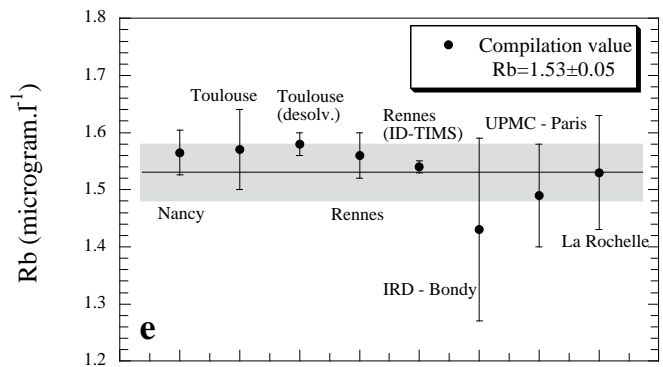 1.8
Compilation value
Rb=1.53±0.05
1.7
Toulouse
Toulouse
(desolv.)
Rennes
(ID-TIMS)
UPMC - Paris
1.6
1.5
Nancy
Rennes
La Rochelle
1.4
IRD - Bondy
1.3
e
1.2
Rb (microgram.l⁻¹)